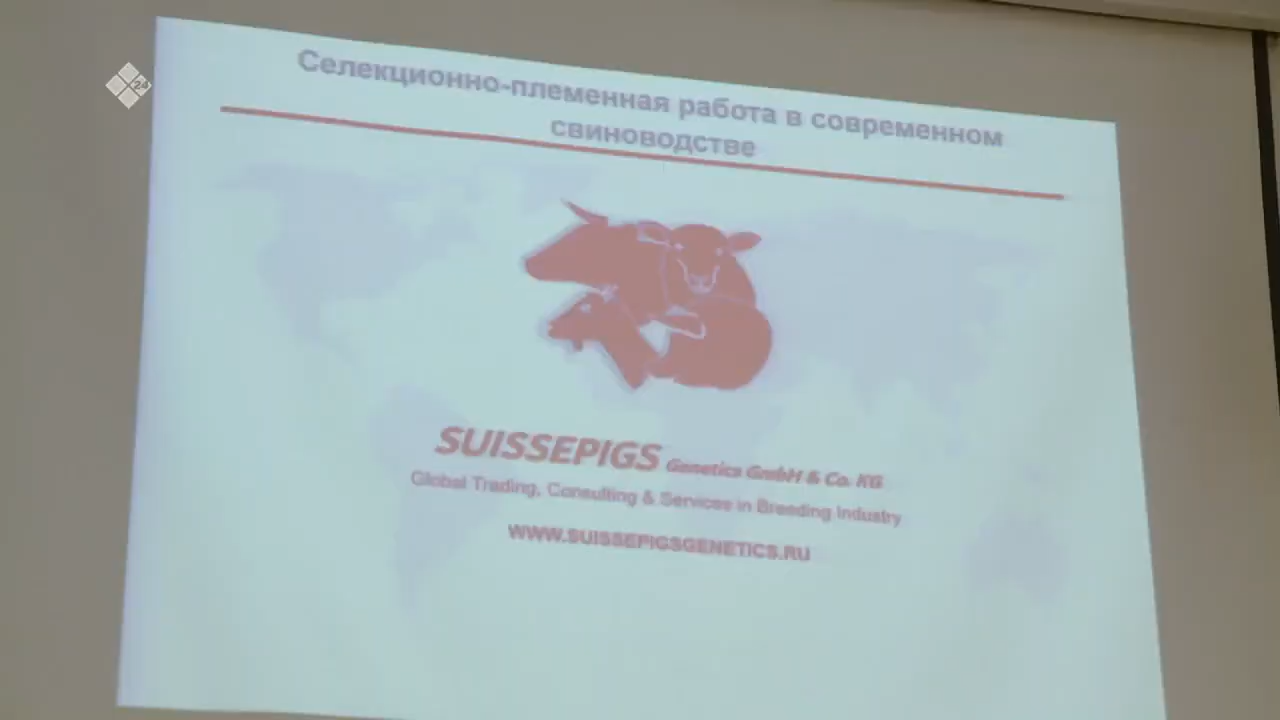 24
Селекционно-племенная работа в современном
свиноводстве
SUISSEPIGS Genetics GmbH & Co. KG
Global Trading, Consulting & Services in Breeding Industry
WWW.SUISSEPIGSGENETICS.RU